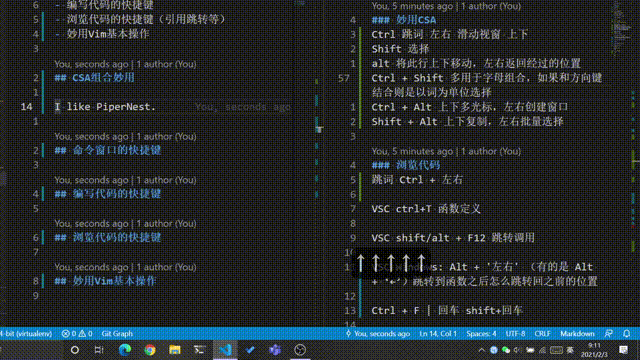 - 编写代码的快捷键
- 浏览代码的快捷键（引用跳转等）
- 妙用Vim基本操作
You, seconds ago | 1 author (You)
## CSA组合妙用
I like PiperNest. You, seconds ago
You, seconds ago | 1 author (You)
## 命令窗口的快捷键
You, seconds ago | 1 author (You)
## 编写代码的快捷键
You, seconds ago | 1 author (You)
## 浏览代码的快捷键
You, seconds ago | 1 author (You)
## 妙用Vim基本操作
You, 5 minutes ago | 1 author (You)
### 妙用CSA
Ctrl 跳词 左右 滑动视窗 上下
Shift 选择
alt 将此行上下移动，左右返回经过的位置
Ctrl + Shift 多用于字母组合，如果和方向键
结合则是以词为单位选择
Ctrl + Alt 上下多光标，左右创建窗口
Shift + Alt 上下复制，左右批量选择
You, 5 minutes ago | 1 author (You)
### 浏览代码
跳词 Ctrl + 左右
VSC ctrl+T 函数定义
VSC shift/alt + F12 跳转调用
↑ ↑ ↑ ↑ ↑
: Alt + '左右' （有的是 Alt
+ '←'）跳转到函数之后怎么跳转回之前的位置
Ctrl + F | 回车 shift+回车
4-bit (virtualenv) 0 0 Git Graph You, seconds ago Ln 14, Col 1 Spaces: 4 UTF-8 CRLF Markdown
英 9:11
2021/2/3